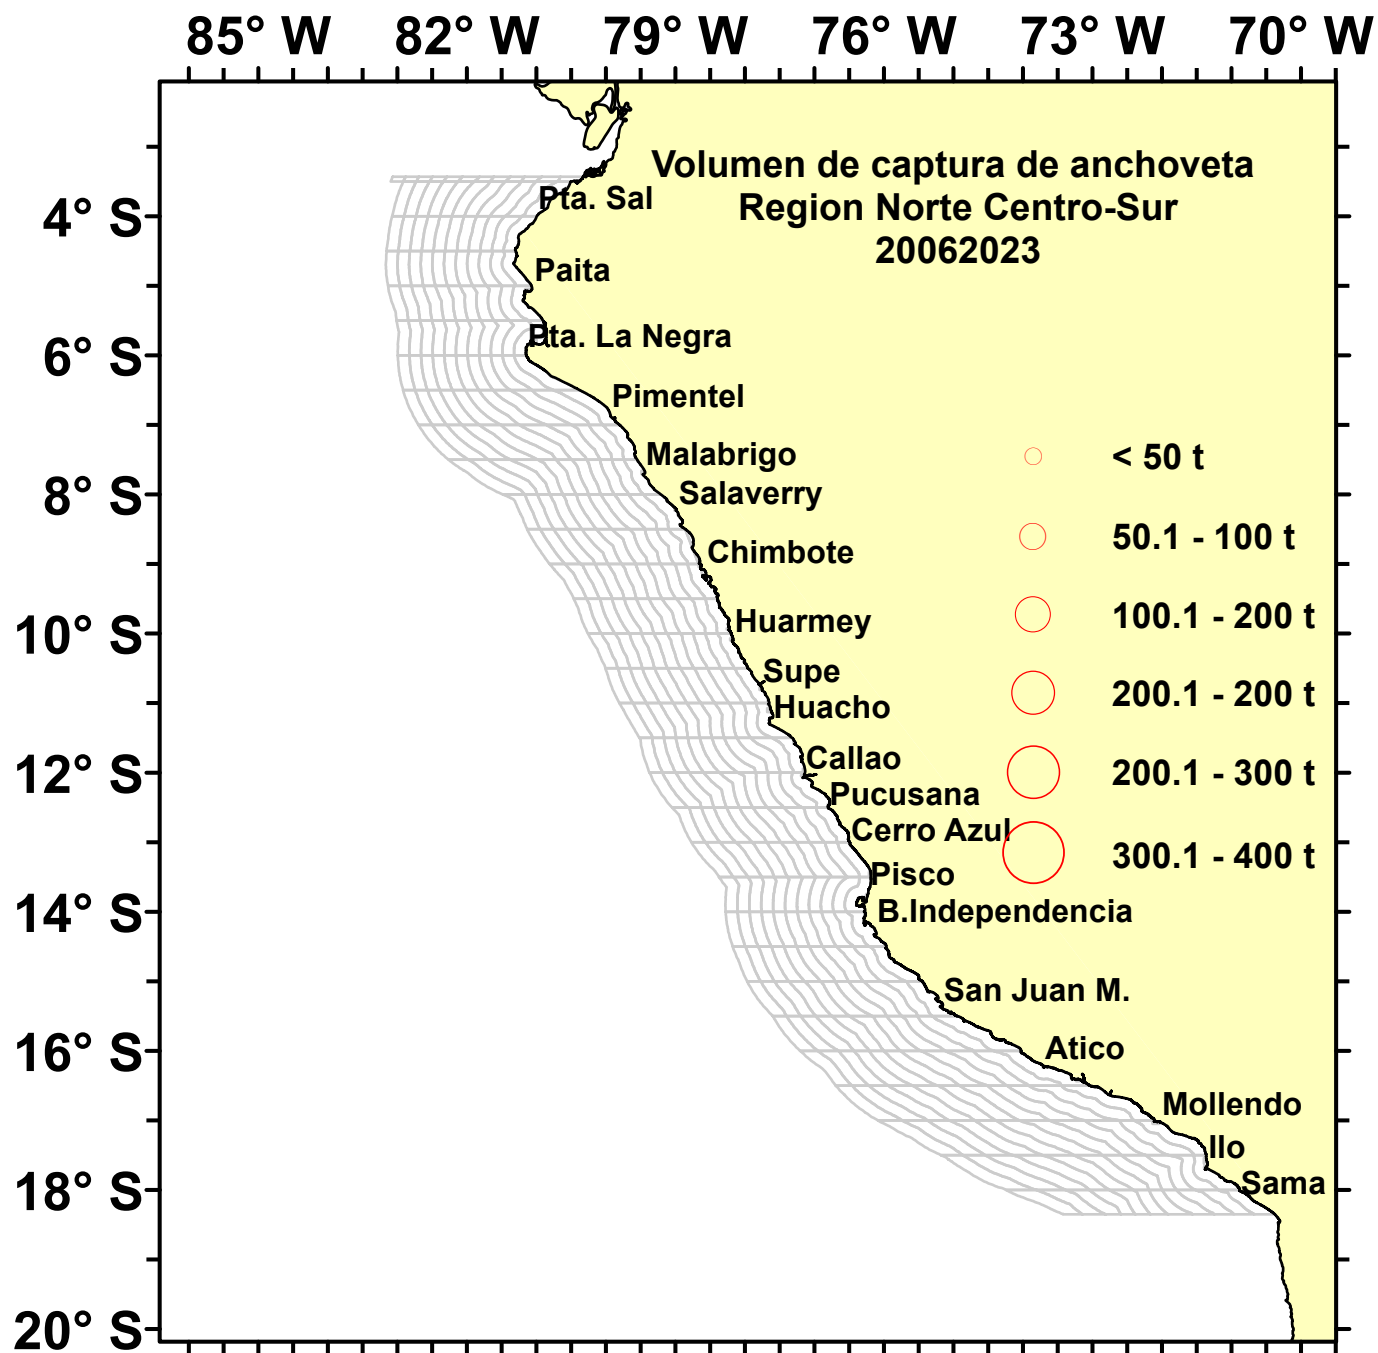 85° W 82° W 79° W 76° W 73° W 70° W
Volumen de captura de anchoveta
Region Norte Centro-Sur
20062023
4° S
6° S
8° S
10° S
12° S
14° S
16° S
18° S
20° S
Pta. Sal
Paita
Pta. La Negra
Pimentel
Malabrigo
Salaverry
Chimbote
Huarmey
Supe
Huacho
Callao
Pucusana
Cerro Azul
Pisco
B.Independencia
San Juan M.
Atico
Mollendo
Ilo
Sama
< 50 t
50.1 - 100 t
100.1 - 200 t
200.1 - 200 t
200.1 - 300 t
300.1 - 400 t